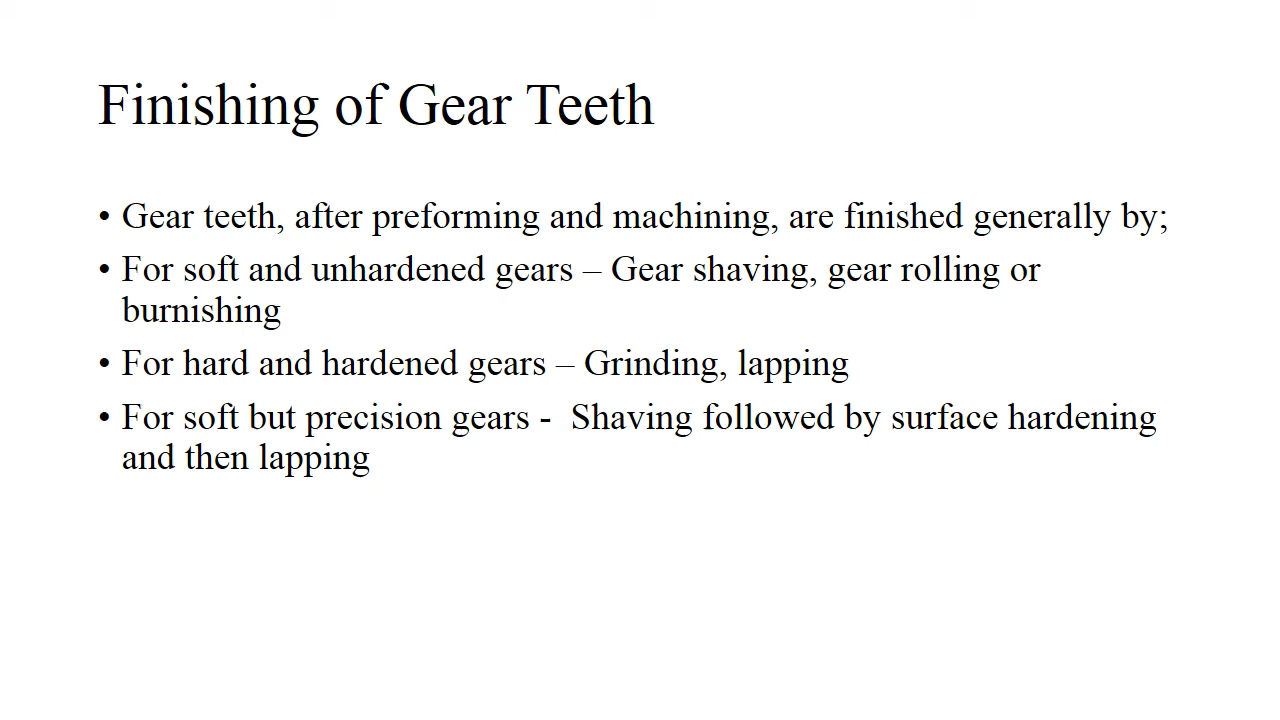 Finishing of Gear Teeth
• Gear teeth, after preforming and machining, are finished generally by;
• For soft and unhardened gears – Gear shaving, gear rolling or
burnishing
• For hard and hardened gears – Grinding, lapping
• For soft but precision gears -  Shaving followed by surface hardening
and then lapping